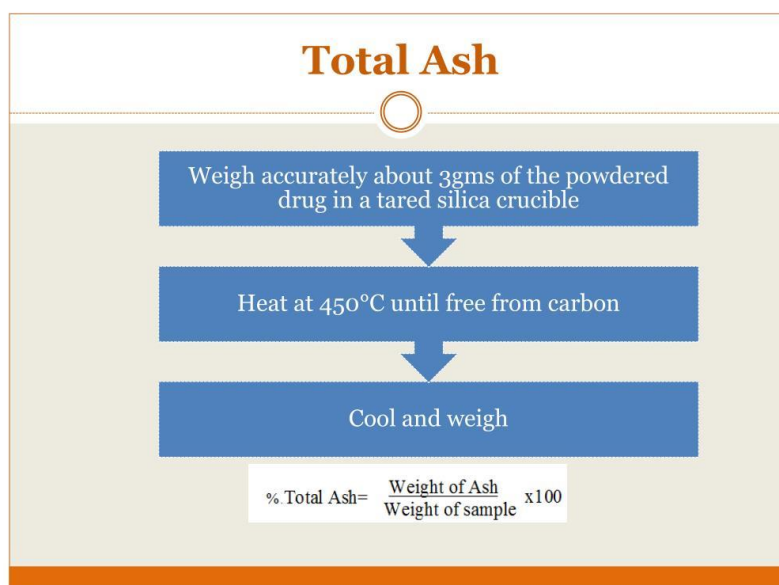 Total Ash
Weigh accurately about 3gms of the powdered
drug in a tared silica crucible
Heat at 450°C until free from carbon
Cool and weigh
% Total Ash= Weight of Ash
Weight of sample x100